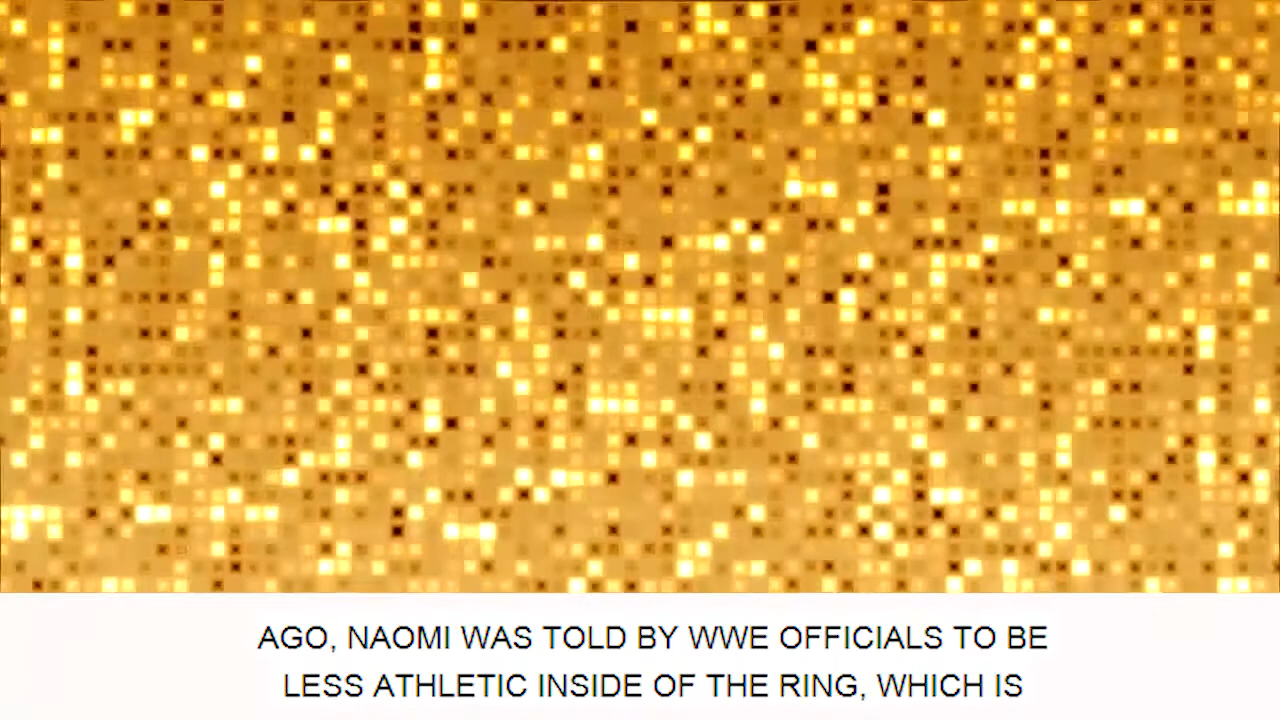 AGO, NAOMI WAS TOLD BY WWE OFFICIALS TO BE
LESS ATHLETIC INSIDE OF THE RING, WHICH IS